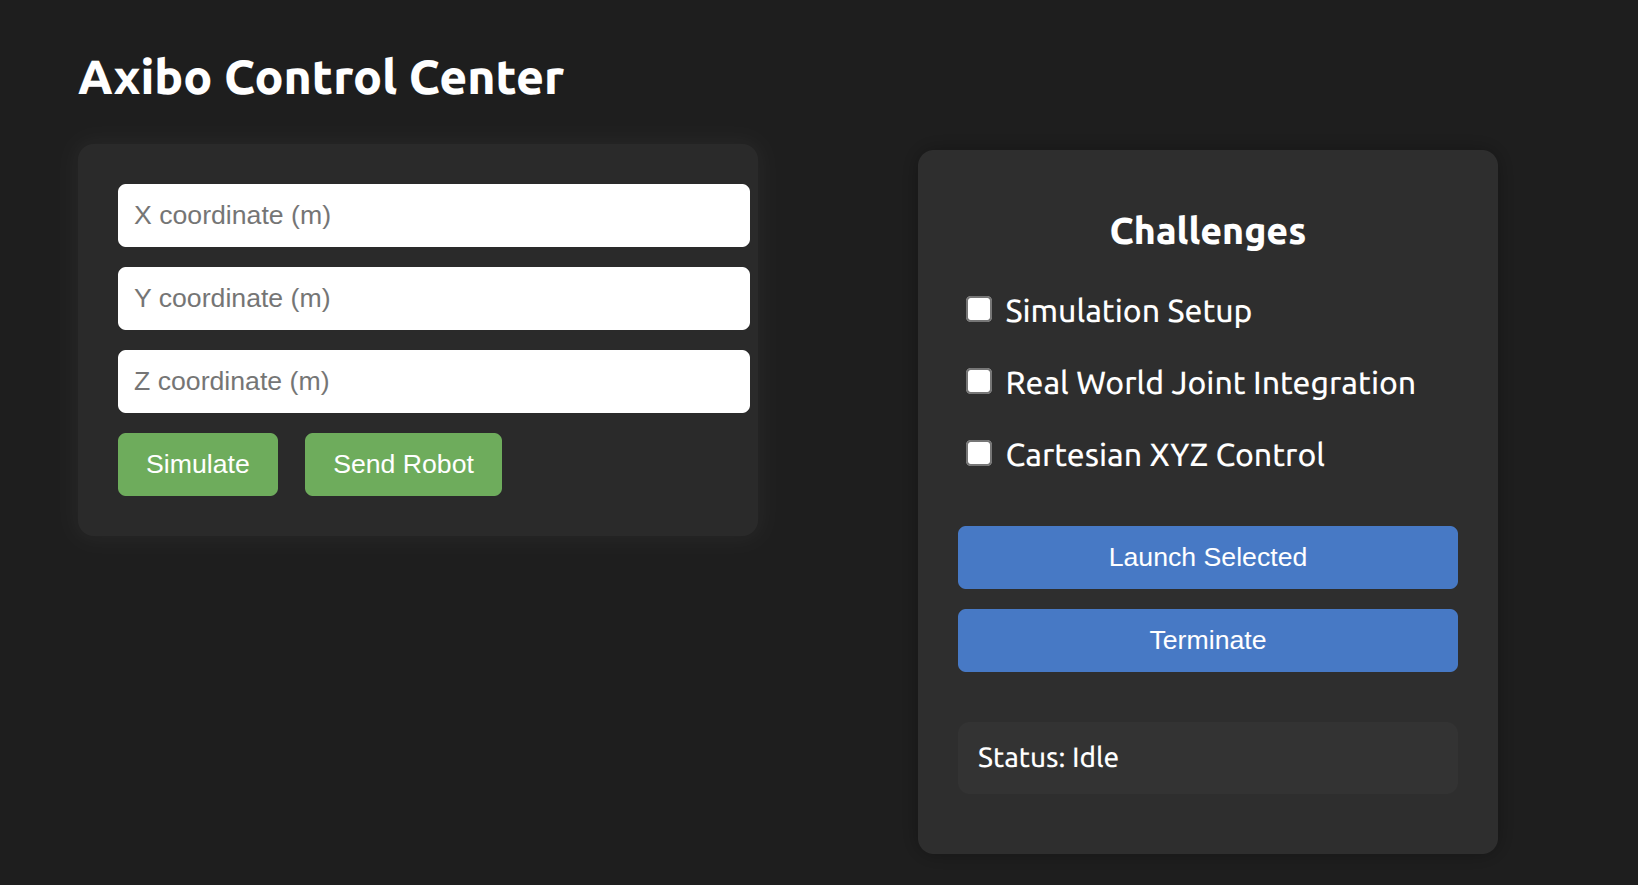 Axibo Control Center
X coordinate (m)
Y coordinate (m)
Z coordinate (m)
Simulate
Send Robot
Challenges
Simulation Setup
Real World Joint Integration
Cartesian XYZ Control
Launch Selected
Terminate
Status: Idle